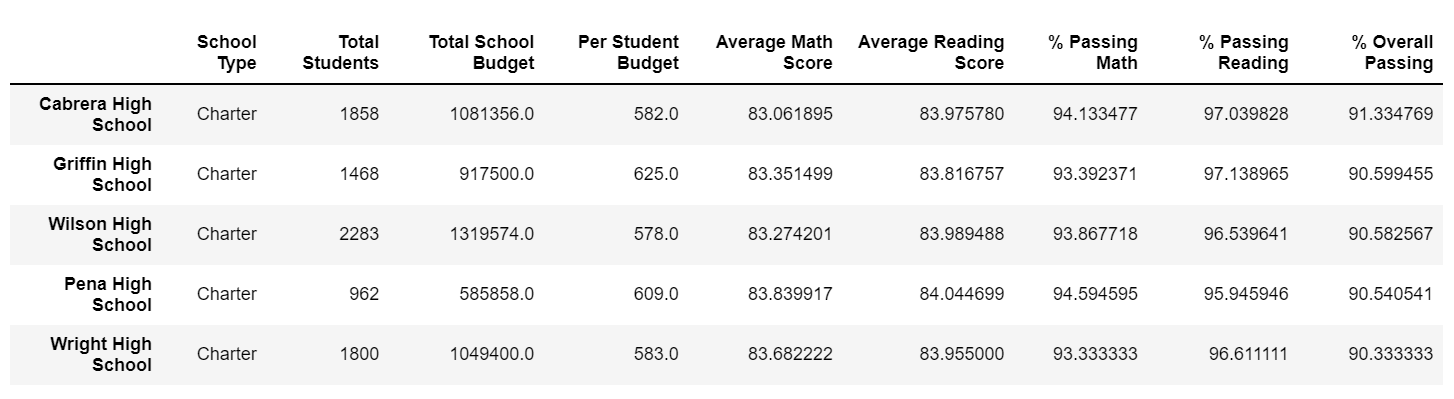 School Type Total Students Total School Budget Per Student Budget Average Math Score Average Reading Score % Passing Math % Passing Reading % Overall Passing
Cabrera High School Charter 1858 1081356.0 582.0 83.061895 83.975780 94.133477 97.039828 91.334769
Griffin High School Charter 1468 917500.0 625.0 83.351499 83.816757 93.392371 97.138965 90.599455
Wilson High School Charter 2283 1319574.0 578.0 83.274201 83.989488 93.867718 96.539641 90.582567
Pena High School Charter 962 585858.0 609.0 83.839917 84.044699 94.594595 95.945946 90.540541
Wright High School Charter 1800 1049400.0 583.0 83.682222 83.955000 93.333333 96.611111 90.333333